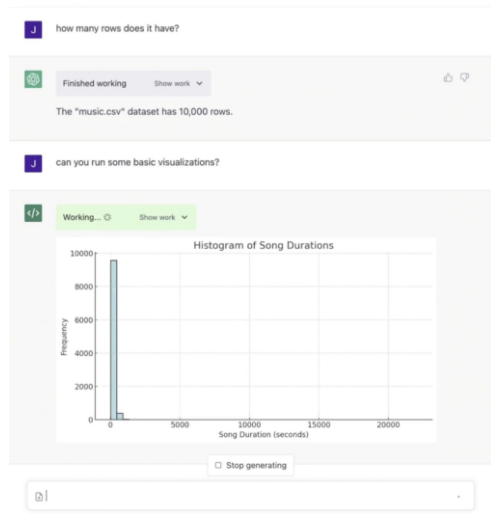 J how many rows does it have?
Finished working Show work
The "music.csv" dataset has 10,000 rows.
J can you run some basic visualizations?
</> Working... Show work
Histogram of Song Durations
10000
8000
6000
4000
2000
0
Frequency
0 5000 10000 15000 20000
Song Duration (seconds)
Stop generating